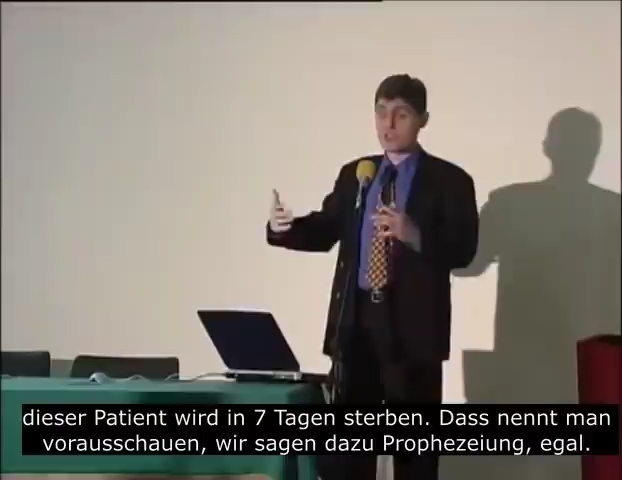 dieser Patient wird in 7 Tagen sterben. Dass nennt man
vorausschauen, wir sagen dazu Prophezeiung, egal.